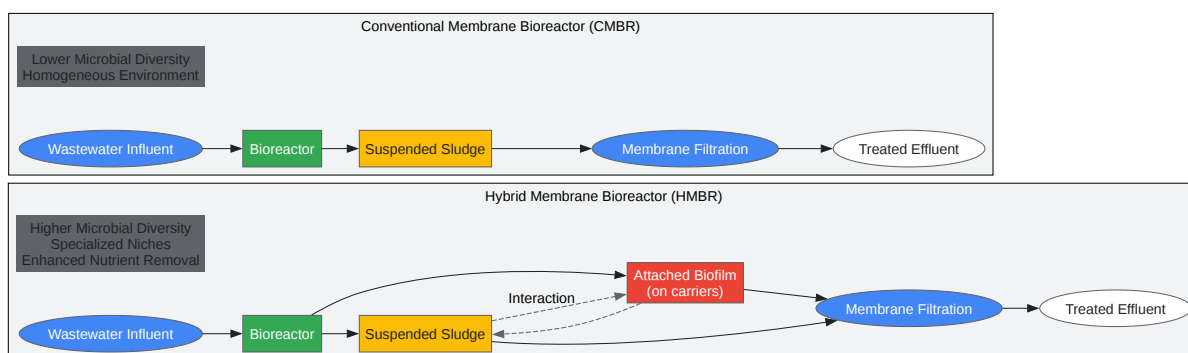 Conventional Membrane Bioreactor (CMBR)
Lower Microbial Diversity
Homogeneous Environment
Wastewater Influent
Bioreactor
Suspended Sludge
Membrane Filtration
Treated Effluent
Hybrid Membrane Bioreactor (HMBR)
Higher Microbial Diversity
Specialized Niches
Enhanced Nutrient Removal
Attached Biofilm
(on carriers)
Interaction
Wastewater Influent
Bioreactor
Suspended Sludge
Membrane Filtration
Treated Effluent